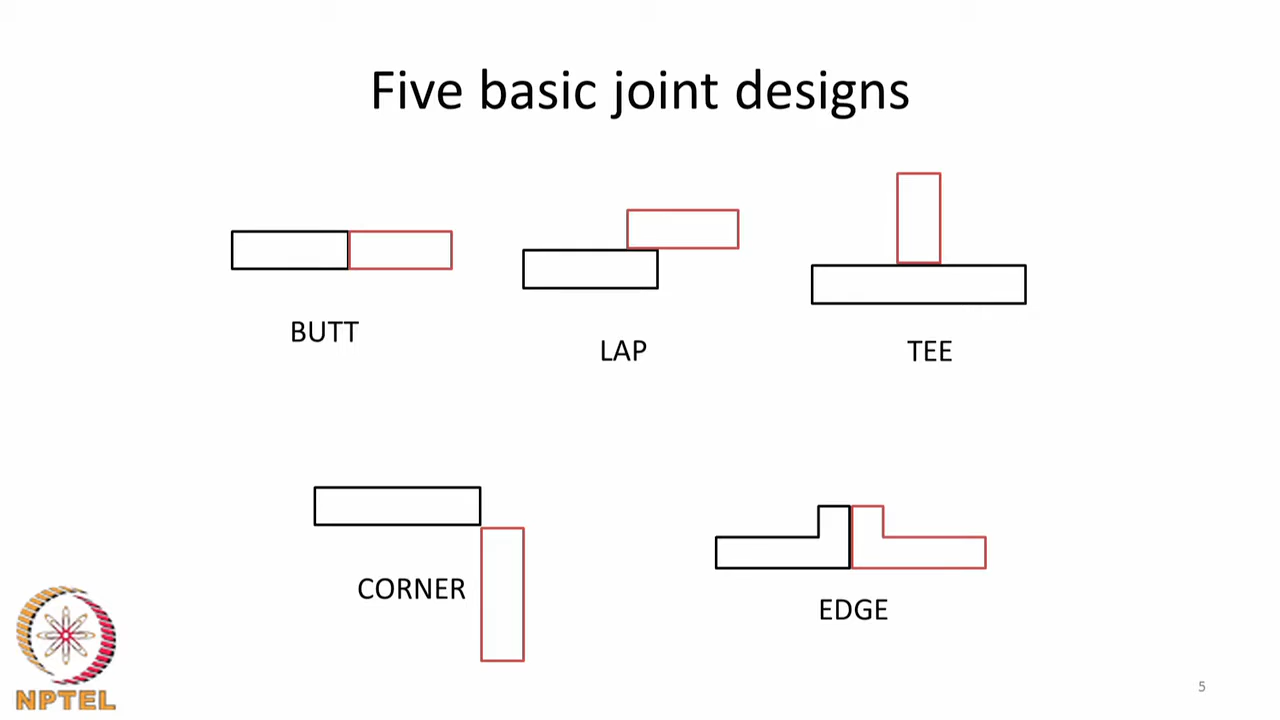 Five basic joint designs
BUTT
LAP
TEE
CORNER
EDGE
NPTEL
5